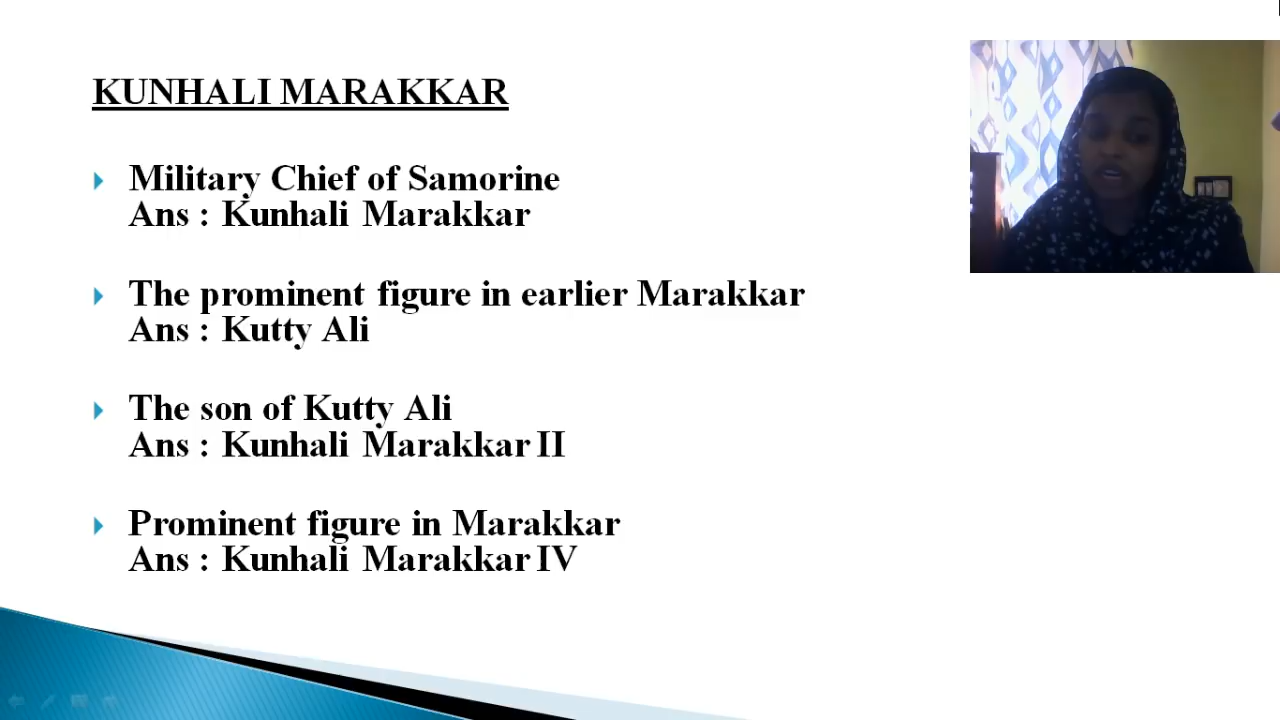 KUNHALI MARAKKAR
Military Chief of Samorine
Ans : Kunhali Marakkar
The prominent figure in earlier Marakkar
Ans : Kutty Ali
The son of Kutty Ali
Ans : Kunhali Marakkar II
Prominent figure in Marakkar
Ans : Kunhali Marakkar IV